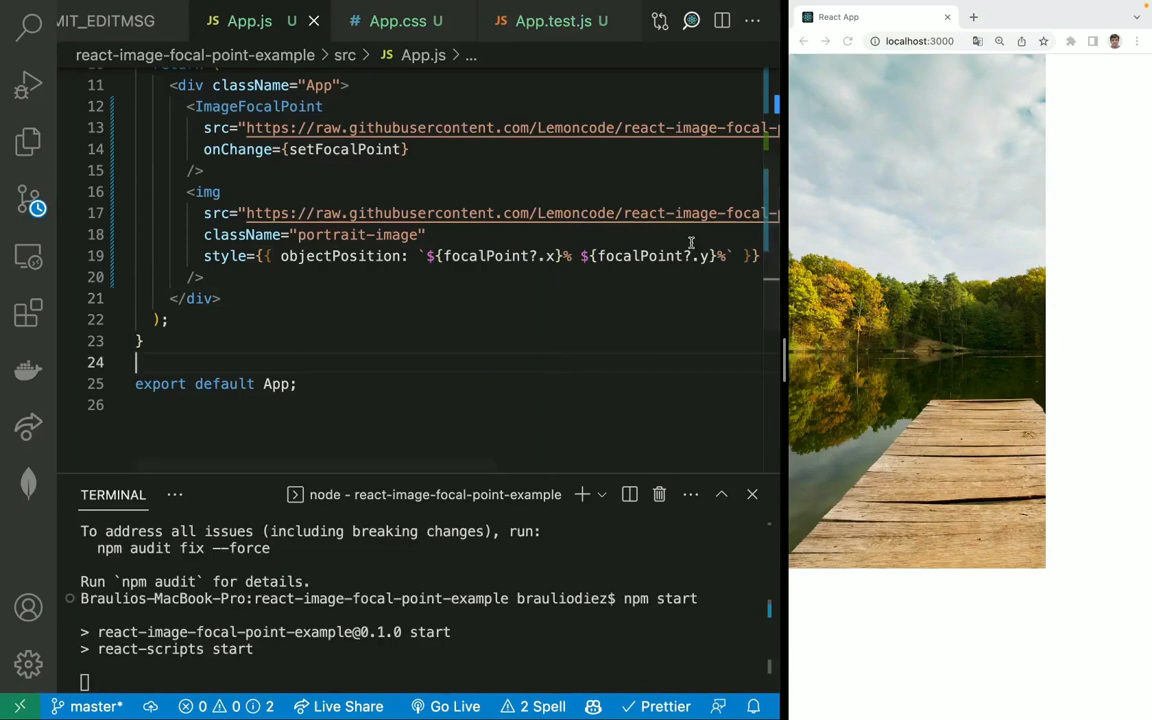 MIT_EDITMSG
JS App.js U
# App.css U
JS App.test.js U
react-image-focal-point-example > src > JS App.js > ...
11 <div className="App">
12 <ImageFocalPoint
13 src="https://raw.githubusercontent.com/Lemoncode/react-image-focal-p
14 onChange={setFocalPoint}
15 />
16 <img
17 src="https://raw.githubusercontent.com/Lemoncode/react-image-focal-p
18 className="portrait-image"
19 style={{ objectPosition: `${focalPoint?.x}% ${focalPoint?.y}%` }}
20 />
21 </div>
22 );
23 }
24
25 export default App;
26
TERMINAL
node - react-image-focal-point-example
To address all issues (including breaking changes), run:
npm audit fix --force
Run `npm audit` for details.
Braulios-MacBook-Pro:react-image-focal-point-example brauliodiez$ npm start
> react-image-focal-point-example@0.1.0 start
> react-scripts start
master*
0 0 2
Live Share
Go Live
2 Spell
Prettier
React App
localhost:3000